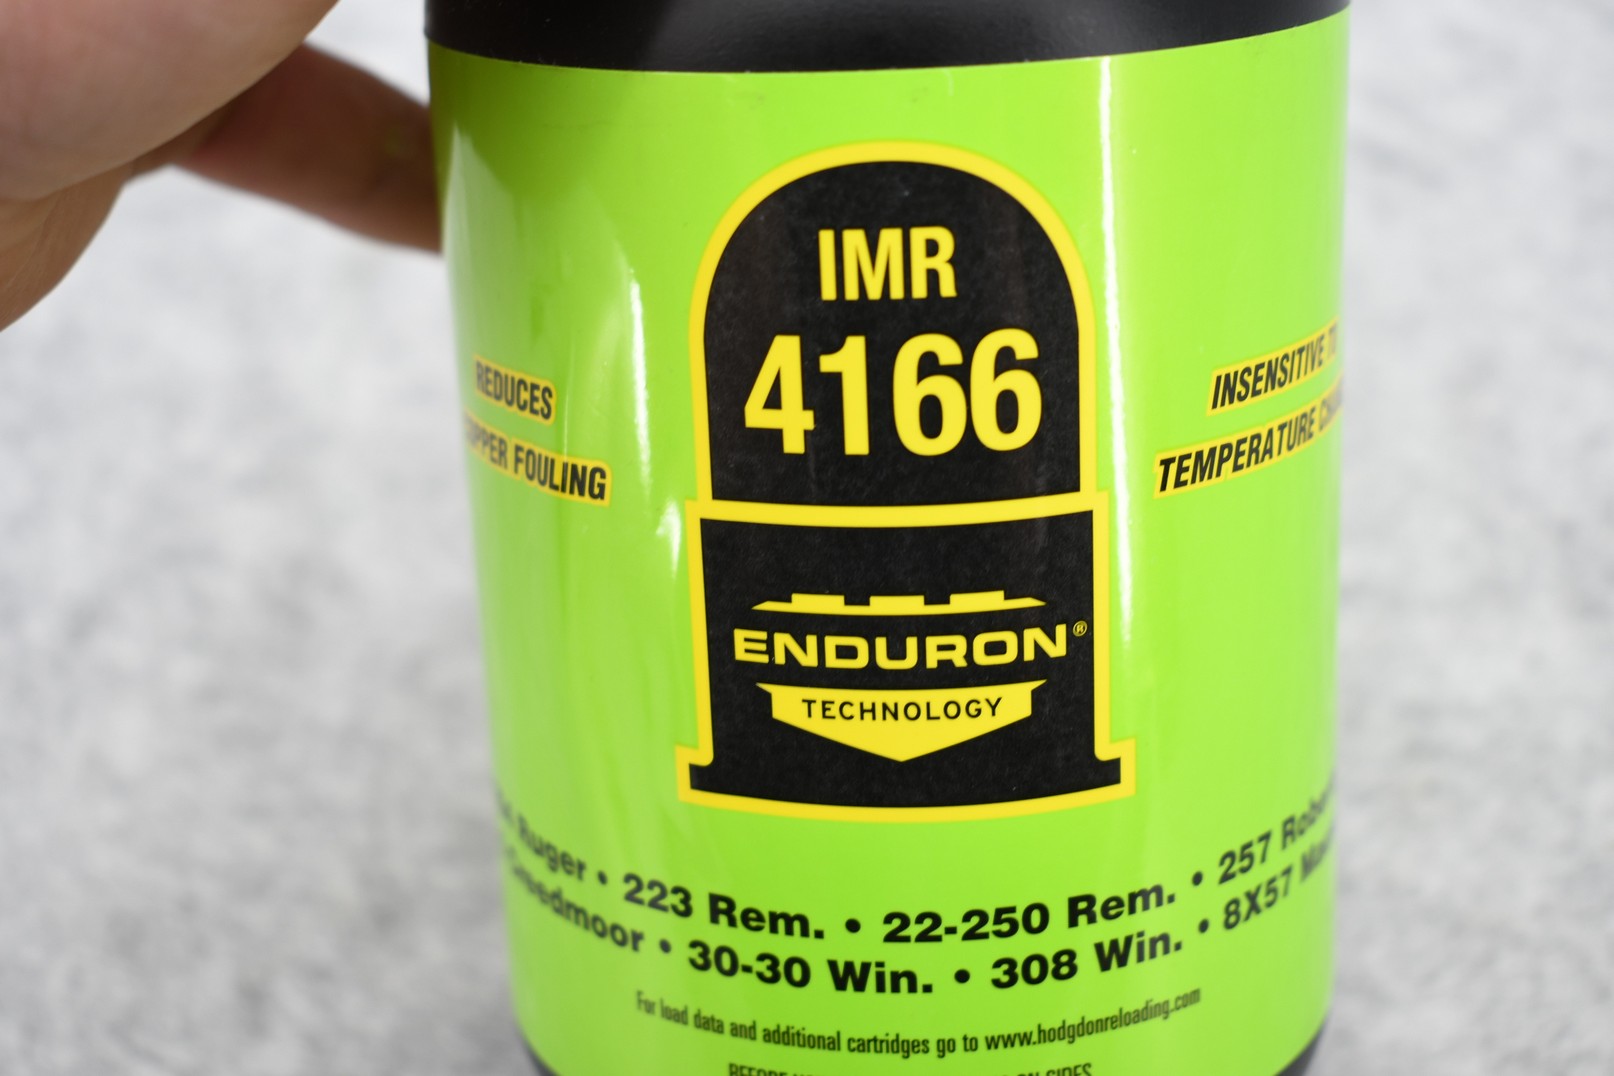 IMR
4166
REDUCES
FOULING
INSENSITIVE
TEMPERATURE
ENDURON®
TECHNOLOGY
Ruger • 223 Rem. • 22-250 Rem. • 257
30-30 Win. • 308 Win. • 8X57
For load data and additional cartridges go to www.hodgdonreloading.com